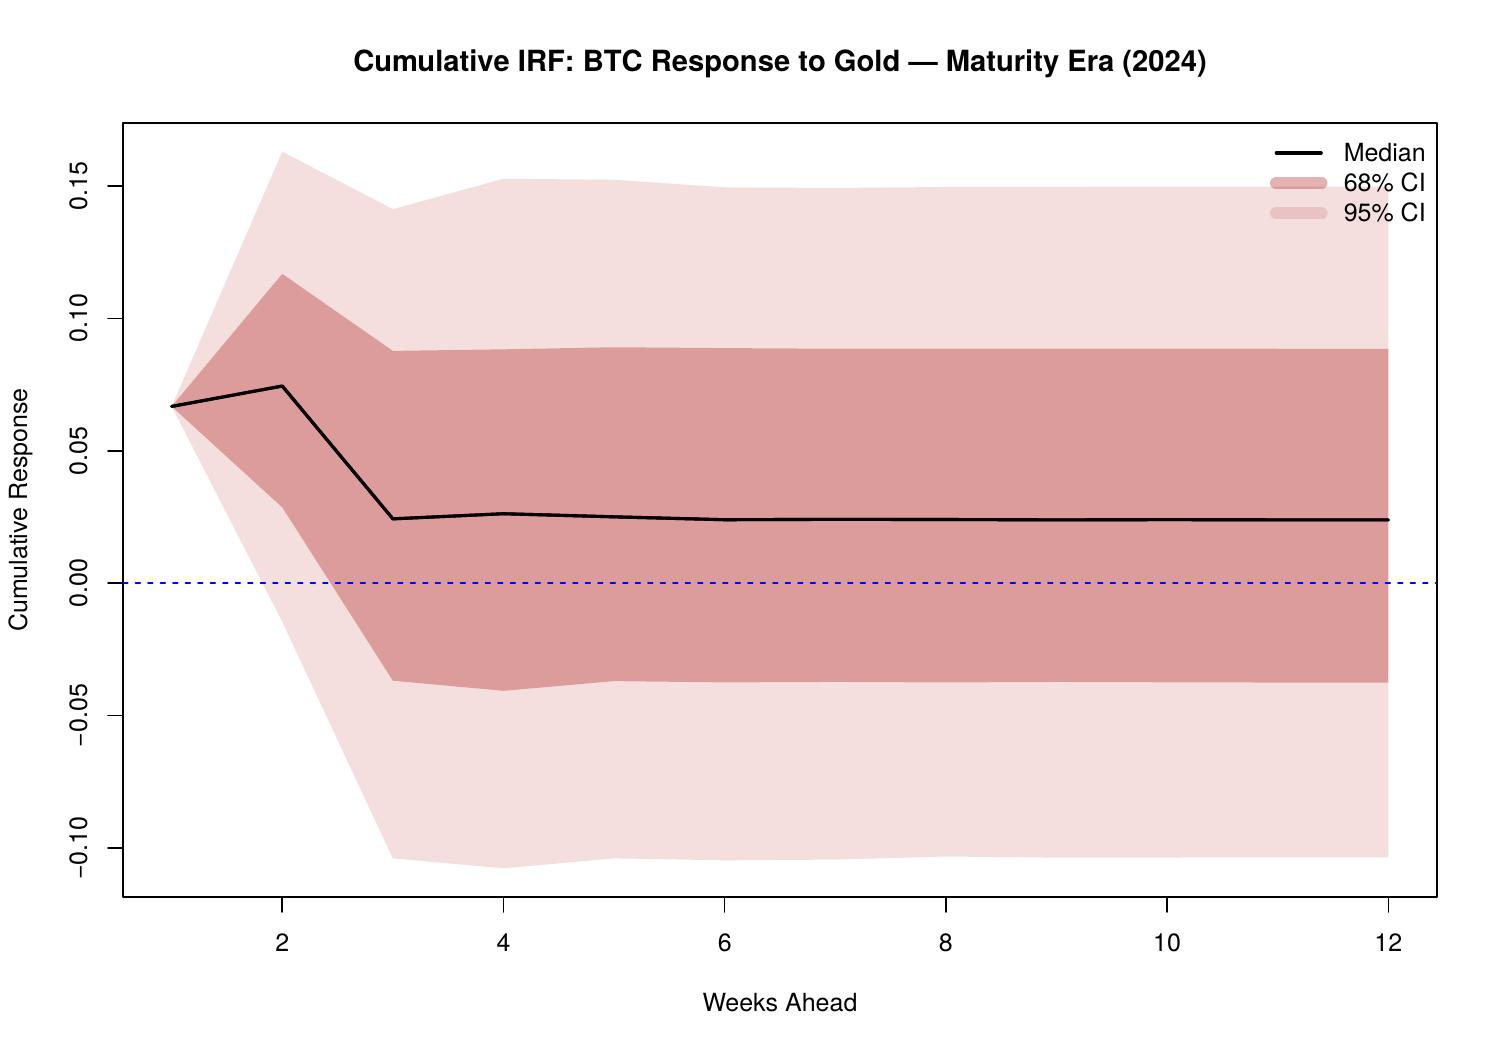 Cumulative IRF: BTC Response to Gold — Maturity Era (2024)
Median
68% CI
95% CI
Cumulative Response
0.15
0.10
0.05
0.00
−0.05
−0.10
2 4 6 8 10 12
Weeks Ahead